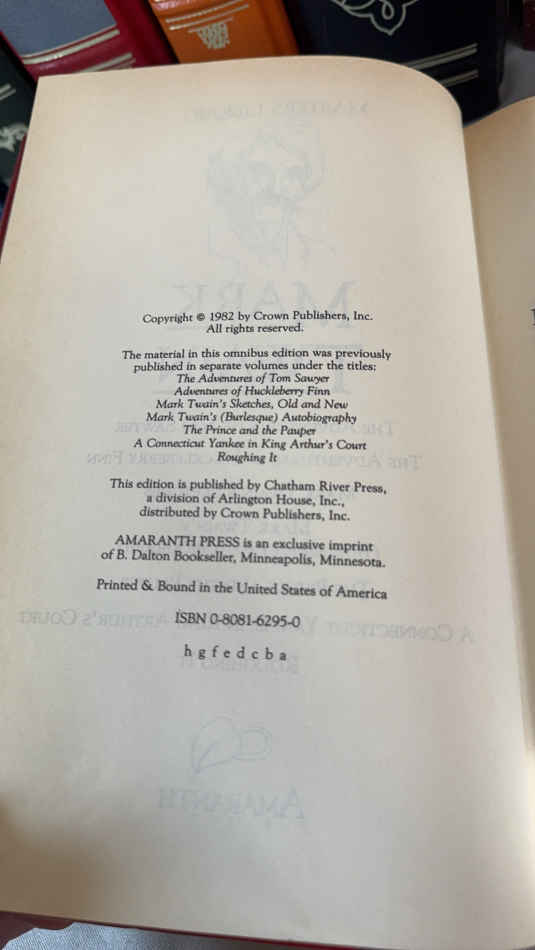 Copyright © 1982 by Crown Publishers, Inc.
All rights reserved.
The material in this omnibus edition was previously
published in separate volumes under the titles:
The Adventures of Tom Sawyer
Adventures of Huckleberry Finn
Mark Twain's Sketches, Old and New
Mark Twain's (Burlesque) Autobiography
The Prince and the Pauper
A Connecticut Yankee in King Arthur's Court
Roughing It
This edition is published by Chatham River Press,
a division of Arlington House, Inc.,
distributed by Crown Publishers, Inc.
AMARANTH PRESS is an exclusive imprint
of B. Dalton Bookseller, Minneapolis, Minnesota.
Printed & Bound in the United States of America
ISBN 0-8081-6295-0
h g f e d c b a